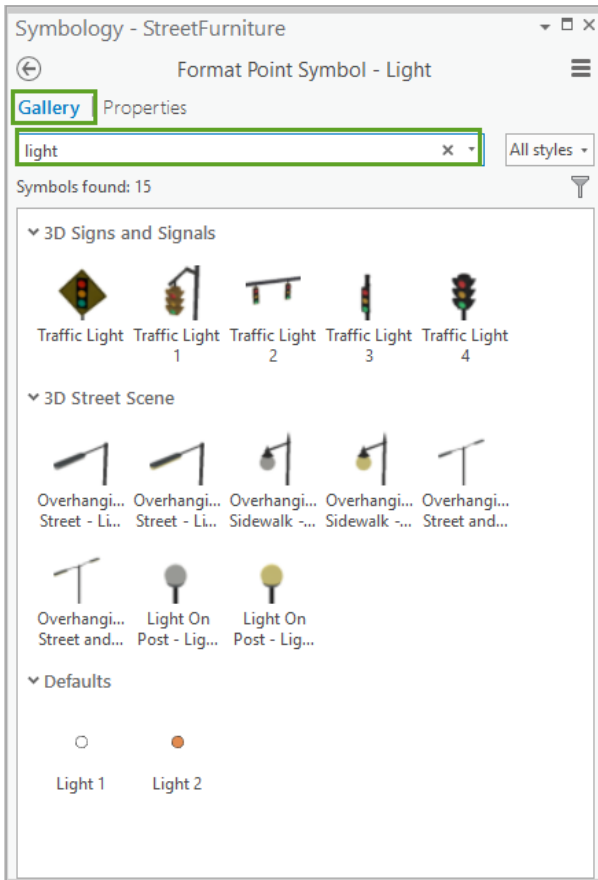 Symbology - StreetFurniture
Format Point Symbol - Light
Gallery Properties
light All styles
Symbols found: 15
3D Signs and Signals
Traffic Light Traffic Light Traffic Light Traffic Light Traffic Light
1 2 3 4
3D Street Scene
Overhangi... Overhangi... Overhangi... Overhangi... Overhangi...
Street - Li... Street - Li... Sidewalk -... Sidewalk -... Street and...
Overhangi... Light On Light On
Street and... Post - Lig... Post - Lig...
Defaults
Light 1 Light 2